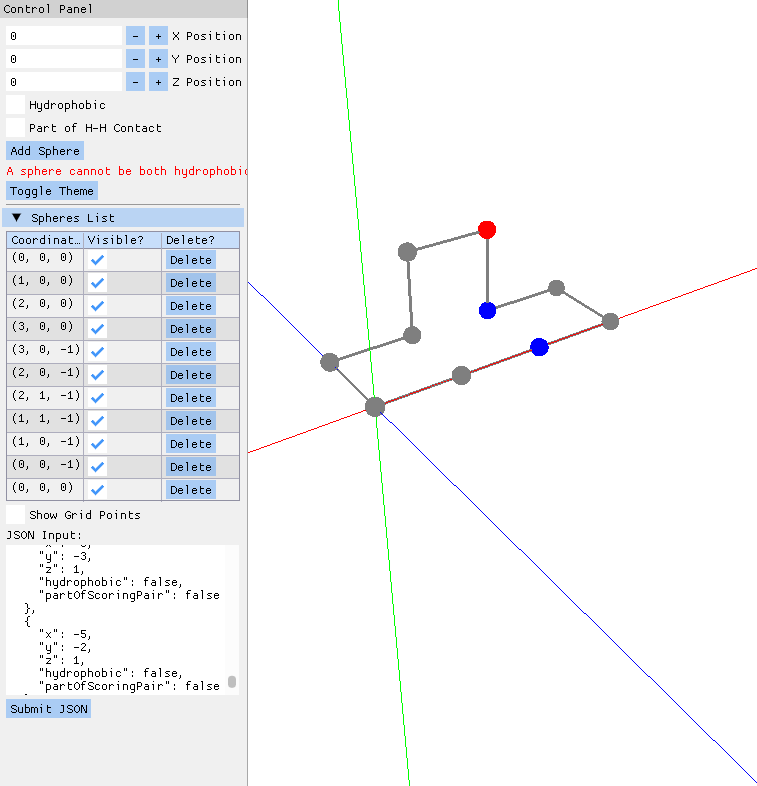 Control Panel
0 - + X Position
0 - + Y Position
0 - + Z Position
Hydrophobic
Part of H-H Contact
Add Sphere
A sphere cannot be both hydrophobic
Toggle Theme
▼ Spheres List
Coordinat… Visible? Delete?
(0, 0, 0) Delete
(1, 0, 0) Delete
(2, 0, 0) Delete
(3, 0, 0) Delete
(3, 0, -1) Delete
(2, 0, -1) Delete
(2, 1, -1) Delete
(1, 1, -1) Delete
(1, 0, -1) Delete
(0, 0, -1) Delete
(0, 0, 0) Delete
Show Grid Points
JSON Input:
"y": -3,
"z": 1,
"hydrophobic": false,
"partOfScoringPair": false
},
{
"x": -5,
"y": -2,
"z": 1,
"hydrophobic": false,
"partOfScoringPair": false
Submit JSON